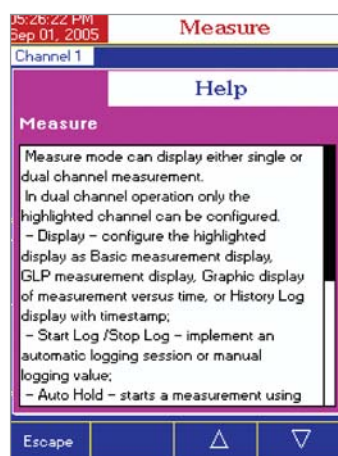 05:26:22 PM
Sep 01, 2005
Measure
Channel 1
Help
Measure
Measure mode can display either single or
dual channel measurement.
In dual channel operation only the
highlighted channel can be configured.
– Display – configure the highlighted
display as Basic measurement display,
GLP measurement display, Graphic display
of measurement versus time, or History Log
display with timestamp;
– Start Log /Stop Log – implement an
automatic logging session or manual
logging value;
– Auto Hold – starts a measurement using
Escape